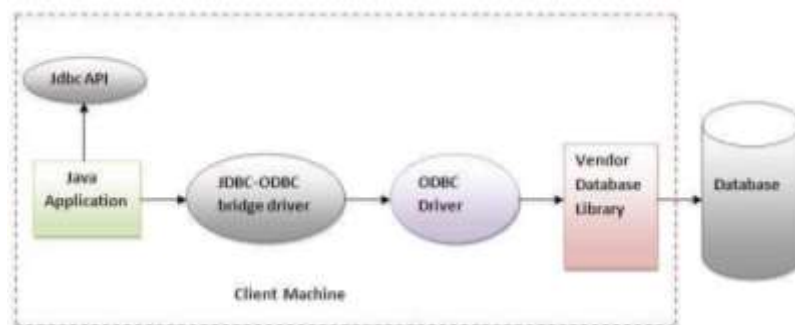 Jdbc API
Java
Application
JDBC-ODBC
bridge driver
ODBC
Driver
Vendor
Database
Library
Database
Client Machine